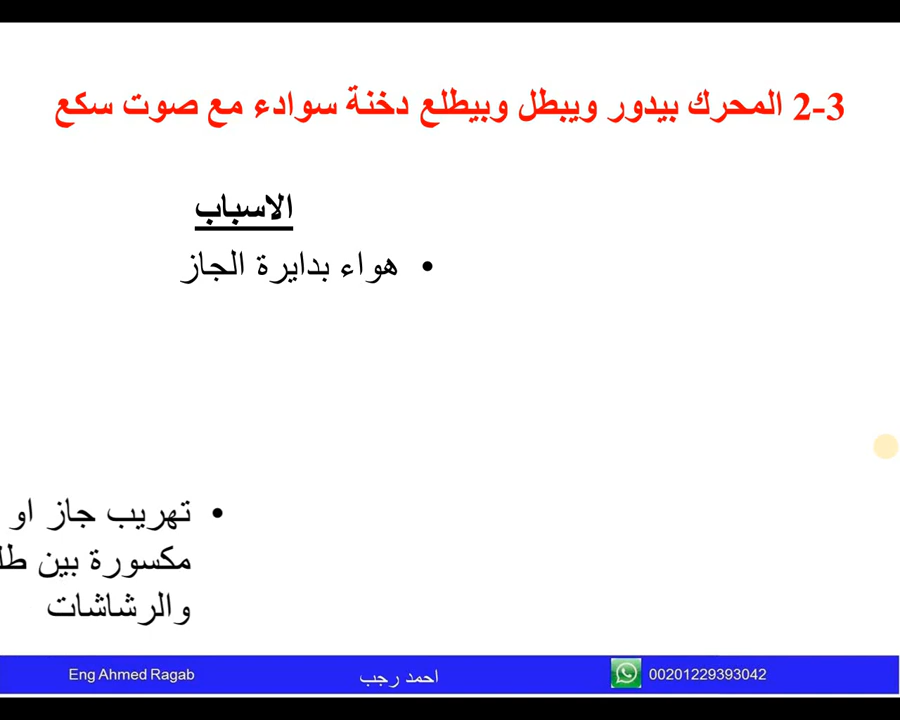 2-3 المحرك بيدور ويبطل وبيطلع دخنة سوادء مع صوت سكع
الاسباب
• هواء بدايرة الجاز
• تهريب جاز او
مكسورة بين
والرشاشات
Eng Ahmed Ragab
احمد رجب
00201229393042